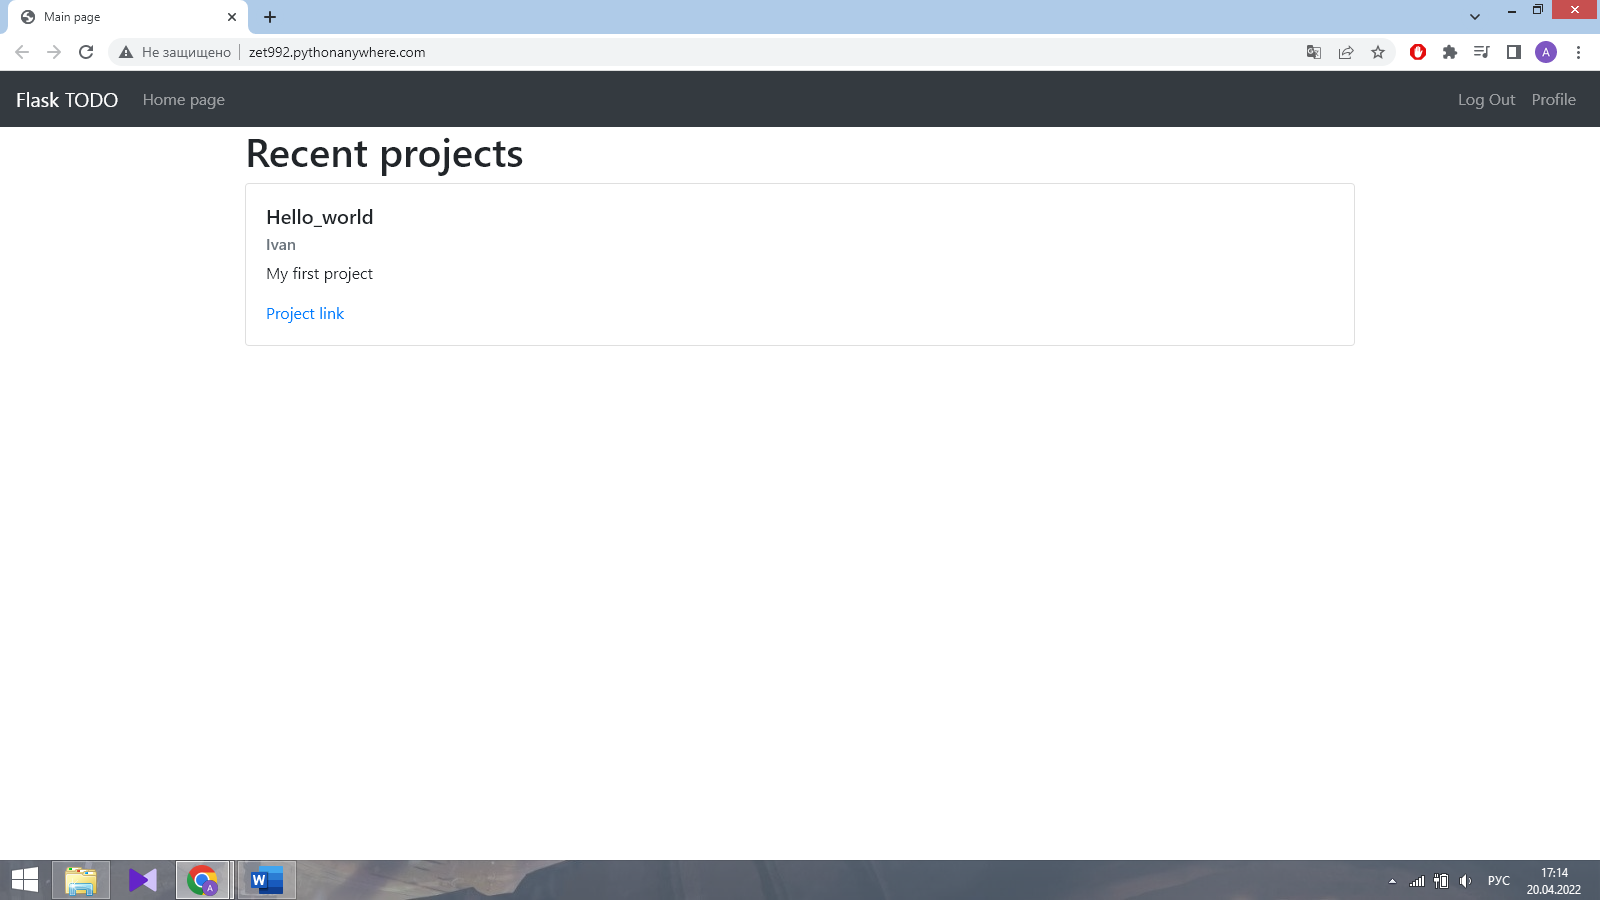 Main page
Не защищено
zet992.pythonanywhere.com
A
Flask TODO
Home page
Log Out
Profile
Recent projects
Hello_world
Ivan
My first project
Project link
A
W
РУС
17:14
20.04.2022